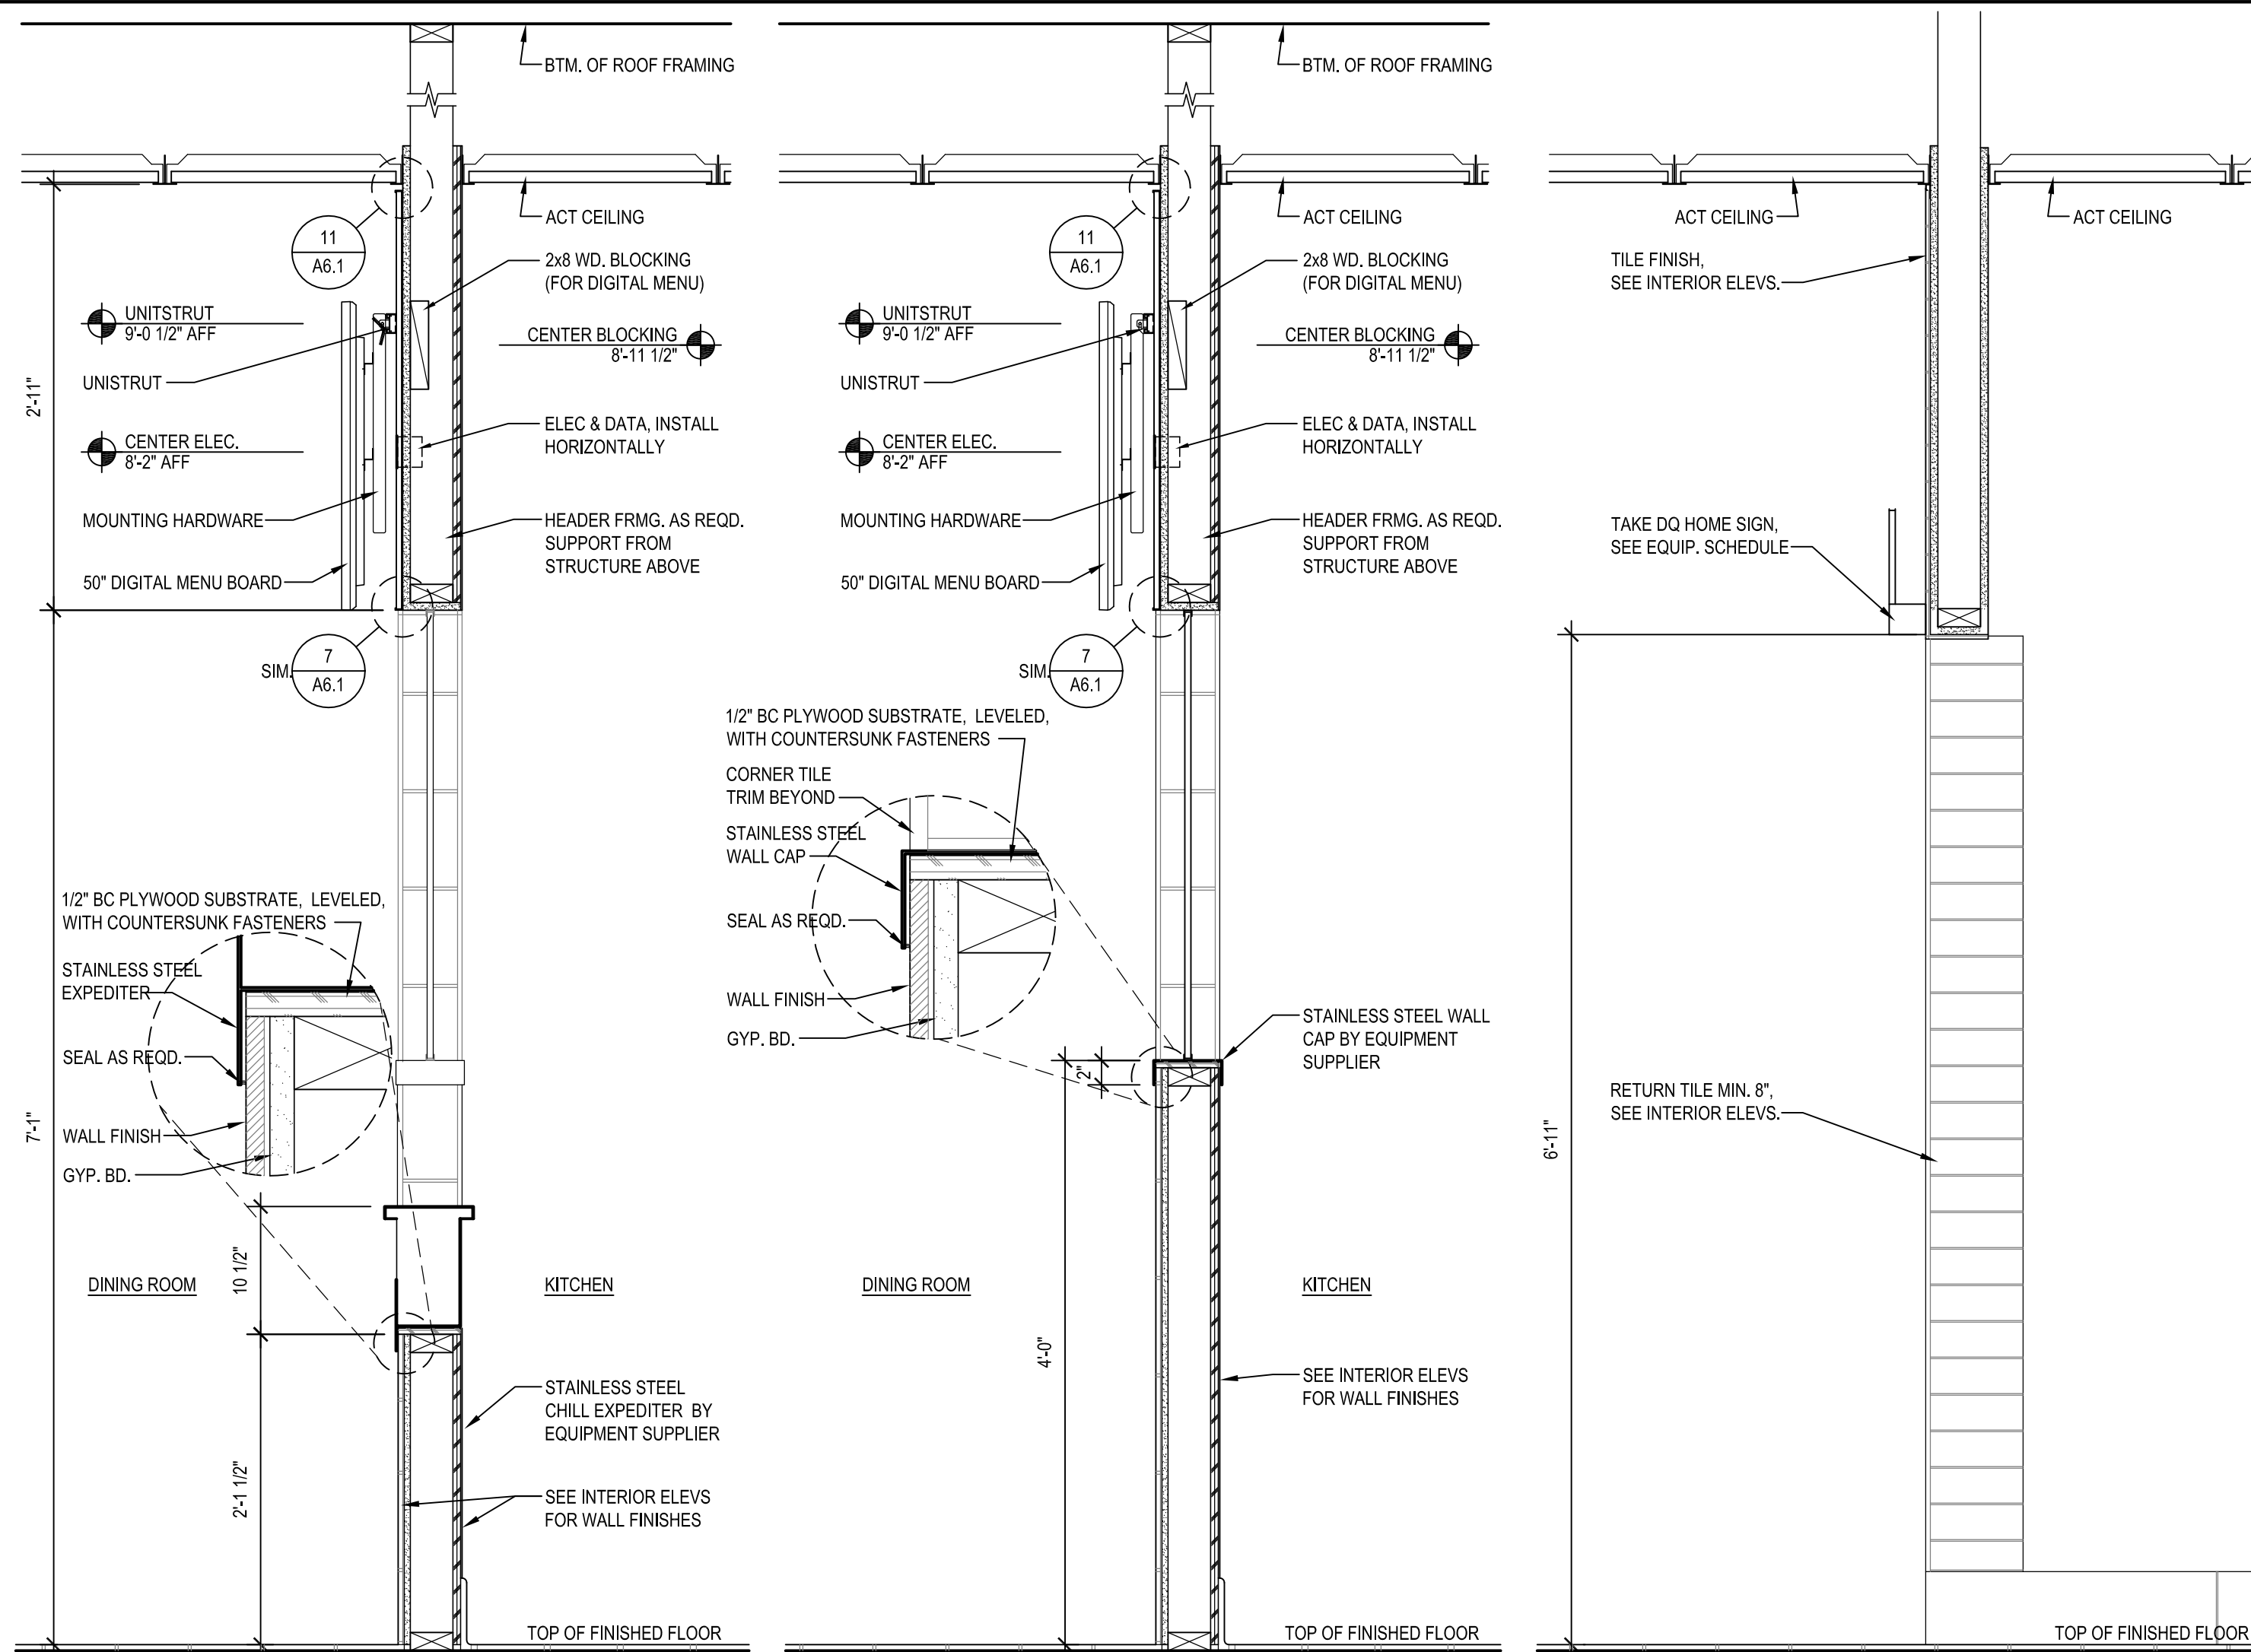 BTM. OF ROOF FRAMING
ACT CEILING
11
A6.1
2x8 WD. BLOCKING
(FOR DIGITAL MENU)
UNITSTRUT
9'-0 1/2" AFF
CENTER BLOCKING
8'-11 1/2"
UNISTRUT
2'-11"
CENTER ELEC.
8'-2" AFF
ELEC & DATA, INSTALL
HORIZONTALLY
MOUNTING HARDWARE
HEADER FRMG. AS REQD.
SUPPORT FROM
STRUCTURE ABOVE
50" DIGITAL MENU BOARD
SIM.
7
A6.1
1/2" BC PLYWOOD SUBSTRATE, LEVELED,
WITH COUNTERSUNK FASTENERS
STAINLESS STEEL
EXPEDITER
SEAL AS REQD.
WALL FINISH
GYP. BD.
7'-1"
10 1/2"
DINING ROOM
KITCHEN
2'-1 1/2"
STAINLESS STEEL
CHILL EXPEDITER BY
EQUIPMENT SUPPLIER
SEE INTERIOR ELEVS
FOR WALL FINISHES
TOP OF FINISHED FLOOR
BTM. OF ROOF FRAMING
ACT CEILING
11
A6.1
2x8 WD. BLOCKING
(FOR DIGITAL MENU)
UNITSTRUT
9'-0 1/2" AFF
CENTER BLOCKING
8'-11 1/2"
UNISTRUT
CENTER ELEC.
8'-2" AFF
ELEC & DATA, INSTALL
HORIZONTALLY
MOUNTING HARDWARE
HEADER FRMG. AS REQD.
SUPPORT FROM
STRUCTURE ABOVE
50" DIGITAL MENU BOARD
SIM.
7
A6.1
1/2" BC PLYWOOD SUBSTRATE, LEVELED,
WITH COUNTERSUNK FASTENERS
CORNER TILE
TRIM BEYOND
STAINLESS STEEL
WALL CAP
SEAL AS REQD.
WALL FINISH
GYP. BD.
STAINLESS STEEL WALL
CAP BY EQUIPMENT
SUPPLIER
2"
DINING ROOM
KITCHEN
4'-0"
SEE INTERIOR ELEVS
FOR WALL FINISHES
TOP OF FINISHED FLOOR
ACT CEILING
ACT CEILING
TILE FINISH,
SEE INTERIOR ELEVS.
TAKE DQ HOME SIGN,
SEE EQUIP. SCHEDULE
RETURN TILE MIN. 8",
SEE INTERIOR ELEVS.
6'-11"
TOP OF FINISHED FLOOR